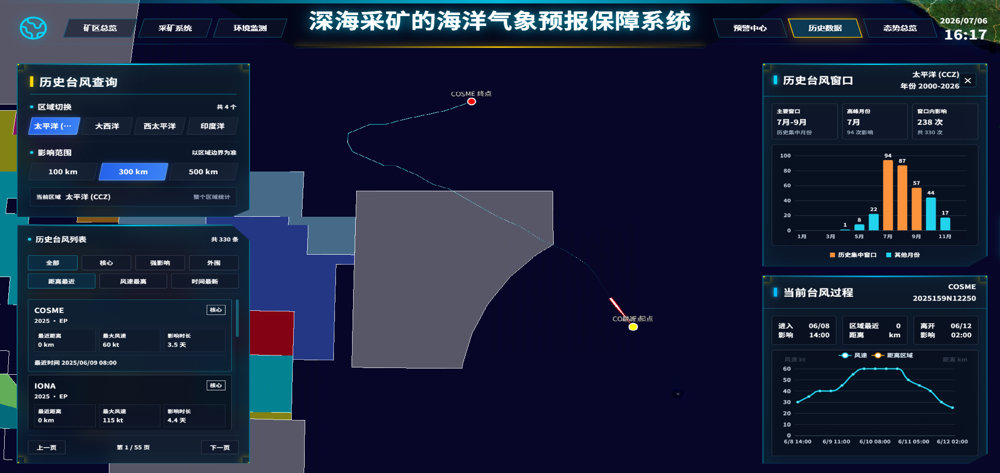 矿区总览
采矿系统
环境监测
深海采矿的海洋气象预报保障系统
预警中心
历史数据
态势总览
2026/07/06
16:17
历史台风查询
区域切换
共 4 个
太平洋 (···
大西洋
西太平洋
印度洋
影响范围
以区域边界为准
100 km
300 km
500 km
当前区域 太平洋 (CCZ)
整个区域统计
历史台风列表
共 330 条
全部
核心
强影响
外围
距离最近
风速最高
时间最新
COSME
核心
2025 · EP
最近距离
0 km
最大风速
60 kt
影响时长
3.5 天
最近时间 2025/06/09 08:00
IONA
核心
2025 · EP
最近距离
0 km
最大风速
115 kt
影响时长
4.4 天
上一页
第 1 / 55 页
下一页
COSME 终点
历史台风窗口
太平洋 (CCZ)
年份 2000-2026
主要窗口
7月-9月
历史集中月份
高峰月份
7月
94 次影响
窗口内影响
238 次
共 330 次
100
80
60
40
20
0
1
8
22
94
87
57
44
17
1月
3月
5月
7月
9月
11月
历史集中窗口
其他月份
当前台风过程
COSME
2025159N12250
进入影响
06/08 14:00
区域最近距离
0 km
离开影响
06/12 02:00
风速 kt
风速
距离区域
距离 km
60
50
40
30
20
10
0
6/8 14:00
6/9 11:00
6/10 08:00
6/11 05:00
6/12 02:00